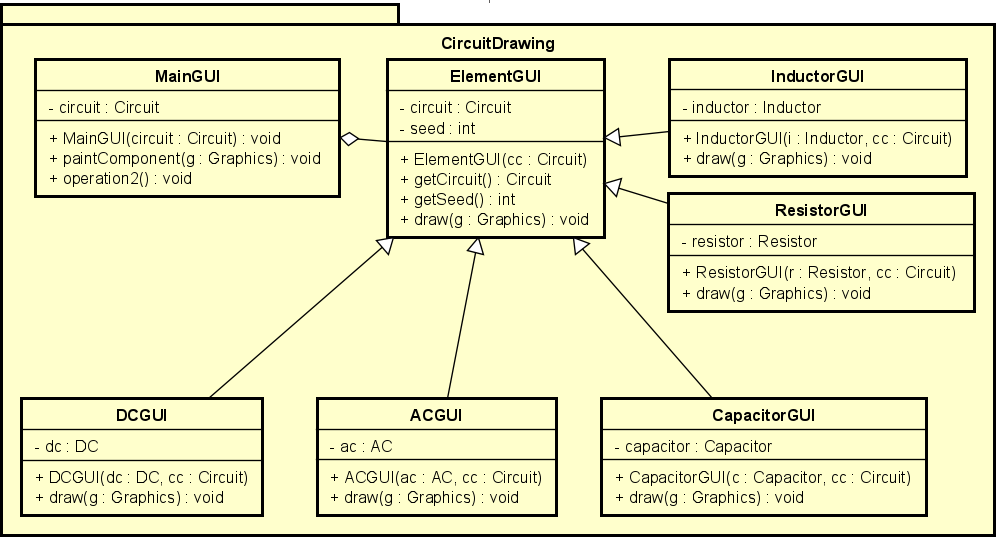 CircuitDrawing
MainGUI
- circuit : Circuit
+ MainGUI(circuit : Circuit) : void
+ paintComponent(g : Graphics) : void
+ operation2() : void
ElementGUI
- circuit : Circuit
- seed : int
+ ElementGUI(cc : Circuit)
+ getCircuit() : Circuit
+ getSeed() : int
+ draw(g : Graphics) : void
InductorGUI
- inductor : Inductor
+ InductorGUI(i : Inductor, cc : Circuit)
+ draw(g : Graphics) : void
ResistorGUI
- resistor : Resistor
+ ResistorGUI(r : Resistor, cc : Circuit)
+ draw(g : Graphics) : void
DCGUI
- dc : DC
+ DCGUI(dc : DC, cc : Circuit)
+ draw(g : Graphics) : void
ACGUI
- ac : AC
+ ACGUI(ac : AC, cc : Circuit)
+ draw(g : Graphics) : void
CapacitorGUI
- capacitor : Capacitor
+ CapacitorGUI(c : Capacitor, cc : Circuit)
+ draw(g : Graphics) : void